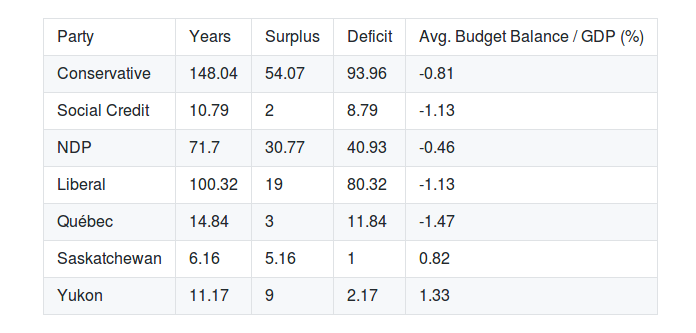 Party Years Surplus Deficit Avg. Budget Balance / GDP (%)
Conservative 148.04 54.07 93.96 -0.81
Social Credit 10.79 2 8.79 -1.13
NDP 71.7 30.77 40.93 -0.46
Liberal 100.32 19 80.32 -1.13
Québec 14.84 3 11.84 -1.47
Saskatchewan 6.16 5.16 1 0.82
Yukon 11.17 9 2.17 1.33